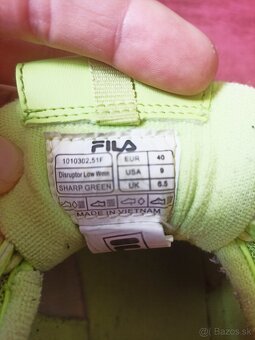 FILA
1010302.51F EUR 40
Disruptor Low Wmn USA 9
SHARP GREEN UK 6.5
MADE IN VIETNAM
sbazar.sk